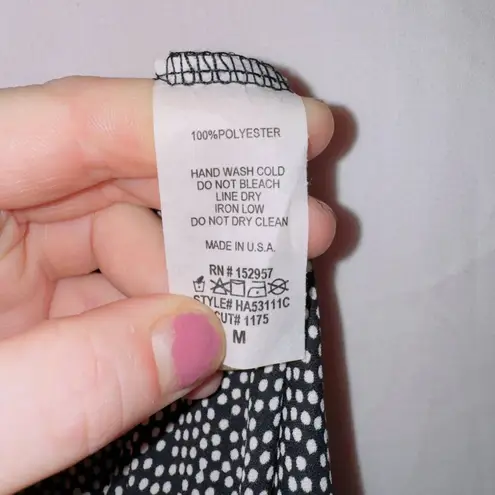 100%POLYESTER
HAND WASH COLD
DO NOT BLEACH
LINE DRY
IRON LOW
DO NOT DRY CLEAN
MADE IN U.S.A.
RN # 152957
STYLE# HA53111C
CUT# 1175
M